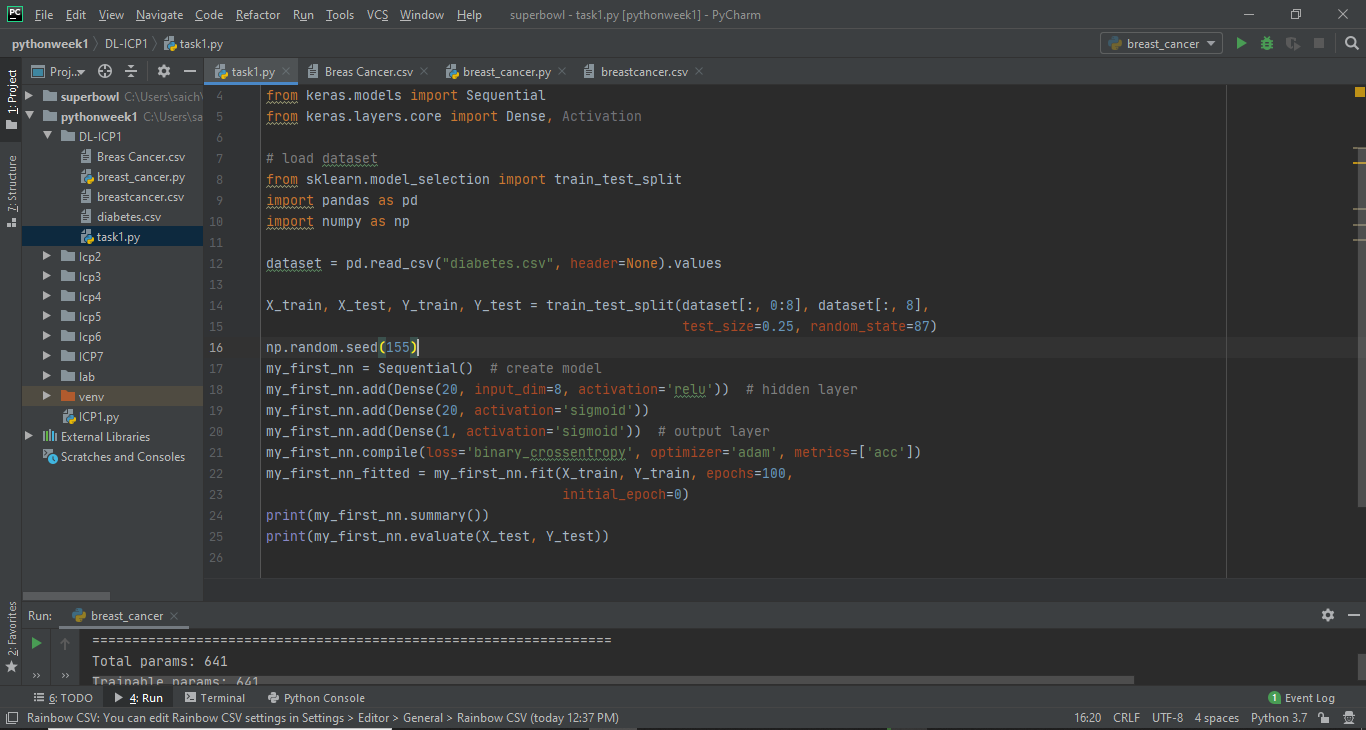 PC File Edit View Navigate Code Refactor Run Tools VCS Window Help superbowl - task1.py [pythonweek1] - PyCharm
pythonweek1 DL-ICP1 task1.py breast_cancer
1: Project
7: Structure
2: Favorites
Proj..
superbowl C:\Users\saich\
pythonweek1 C:\Users\sa
DL-ICP1
Breas Cancer.csv
breast_cancer.py
breastcancer.csv
diabetes.csv
task1.py
Icp2
Icp3
Icp4
Icp5
Icp6
ICP7
lab
venv
ICP1.py
External Libraries
Scratches and Consoles
task1.py Breas Cancer.csv breast_cancer.py breastcancer.csv
4 from keras.models import Sequential
5 from keras.layers.core import Dense, Activation
6
7 # load dataset
8 from sklearn.model_selection import train_test_split
9 import pandas as pd
10 import numpy as np
11
12 dataset = pd.read_csv("diabetes.csv", header=None).values
13
14 X_train, X_test, Y_train, Y_test = train_test_split(dataset[:, 0:8], dataset[:, 8],
15 test_size=0.25, random_state=87)
16 np.random.seed(155)
17 my_first_nn = Sequential()  # create model
18 my_first_nn.add(Dense(20, input_dim=8, activation='relu'))  # hidden layer
19 my_first_nn.add(Dense(20, activation='sigmoid'))
20 my_first_nn.add(Dense(1, activation='sigmoid'))  # output layer
21 my_first_nn.compile(loss='binary_crossentropy', optimizer='adam', metrics=['acc'])
22 my_first_nn_fitted = my_first_nn.fit(X_train, Y_train, epochs=100,
23 initial_epoch=0)
24 print(my_first_nn.summary())
25 print(my_first_nn.evaluate(X_test, Y_test))
26
Run: breast_cancer
=================================================================
Total params: 641
Trainable params: 641
6: TODO 4: Run Terminal Python Console 1 Event Log
Rainbow CSV: You can edit Rainbow CSV settings in Settings > Editor > General > Rainbow CSV (today 12:37 PM) 16:20 CRLF UTF-8 4 spaces Python 3.7